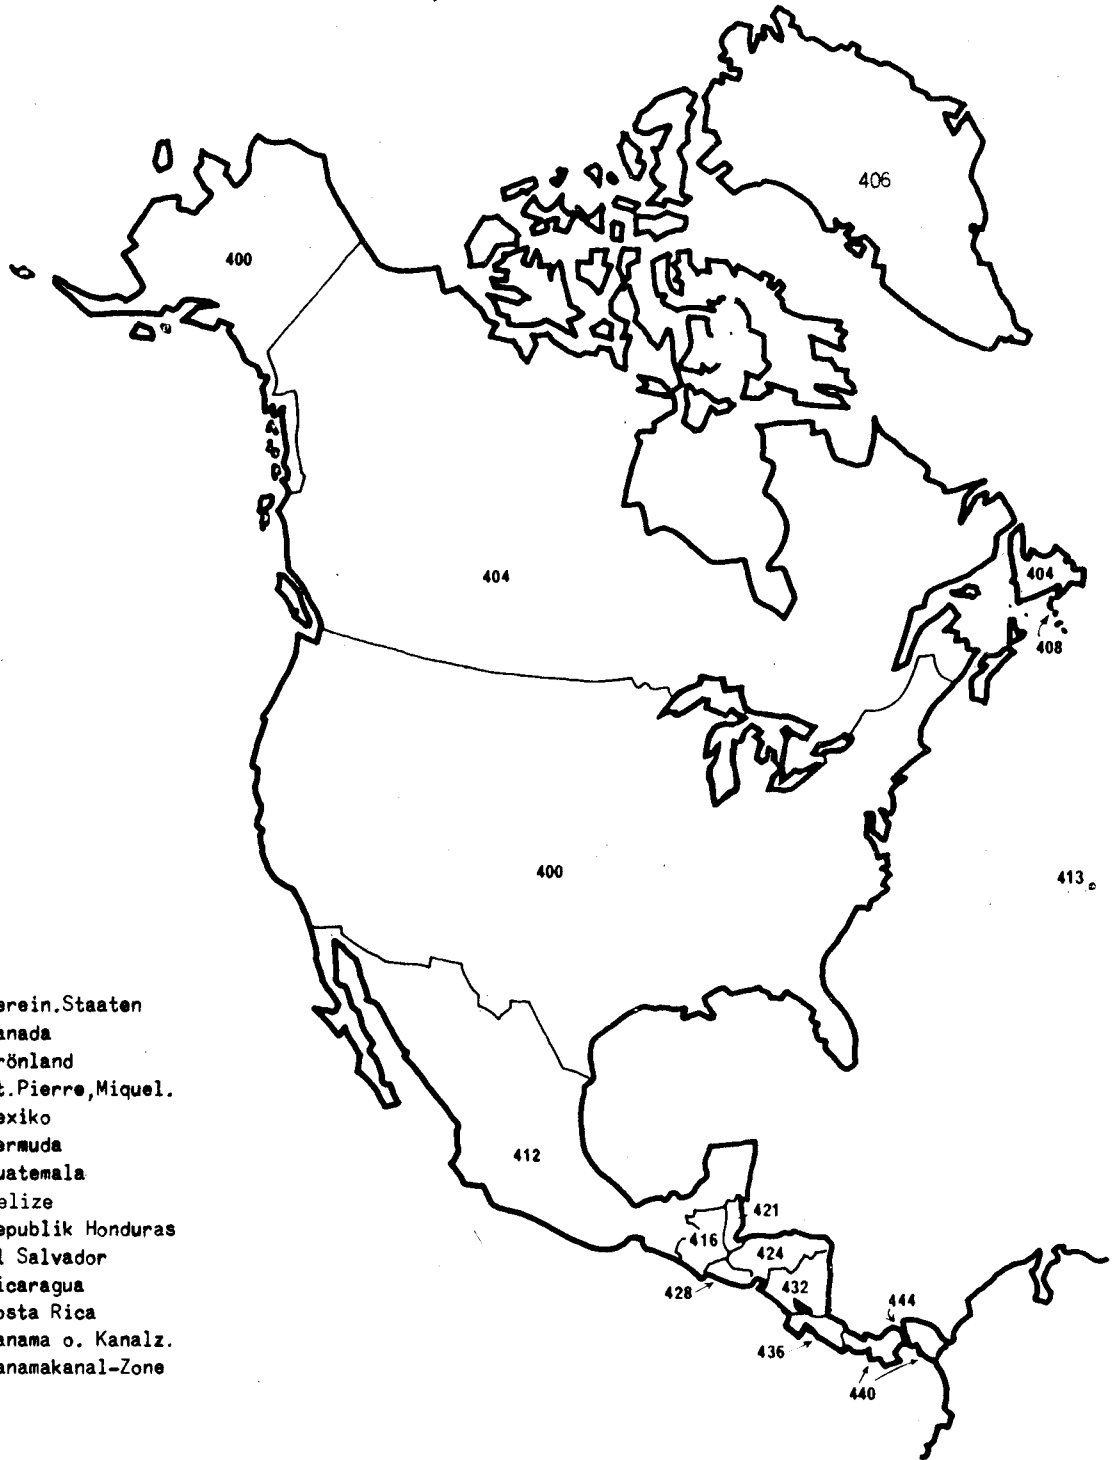 406
400
404
404
408
400
413
erein.Staaten
anada
rönland
t.Pierre,Miquel.
exiko
ermuda
uatemala
elize
epublik Honduras
l Salvador
icaragua
osta Rica
anama o. Kanalz.
anamakanal-Zone
412
421
416
424
428
432
444
436
440